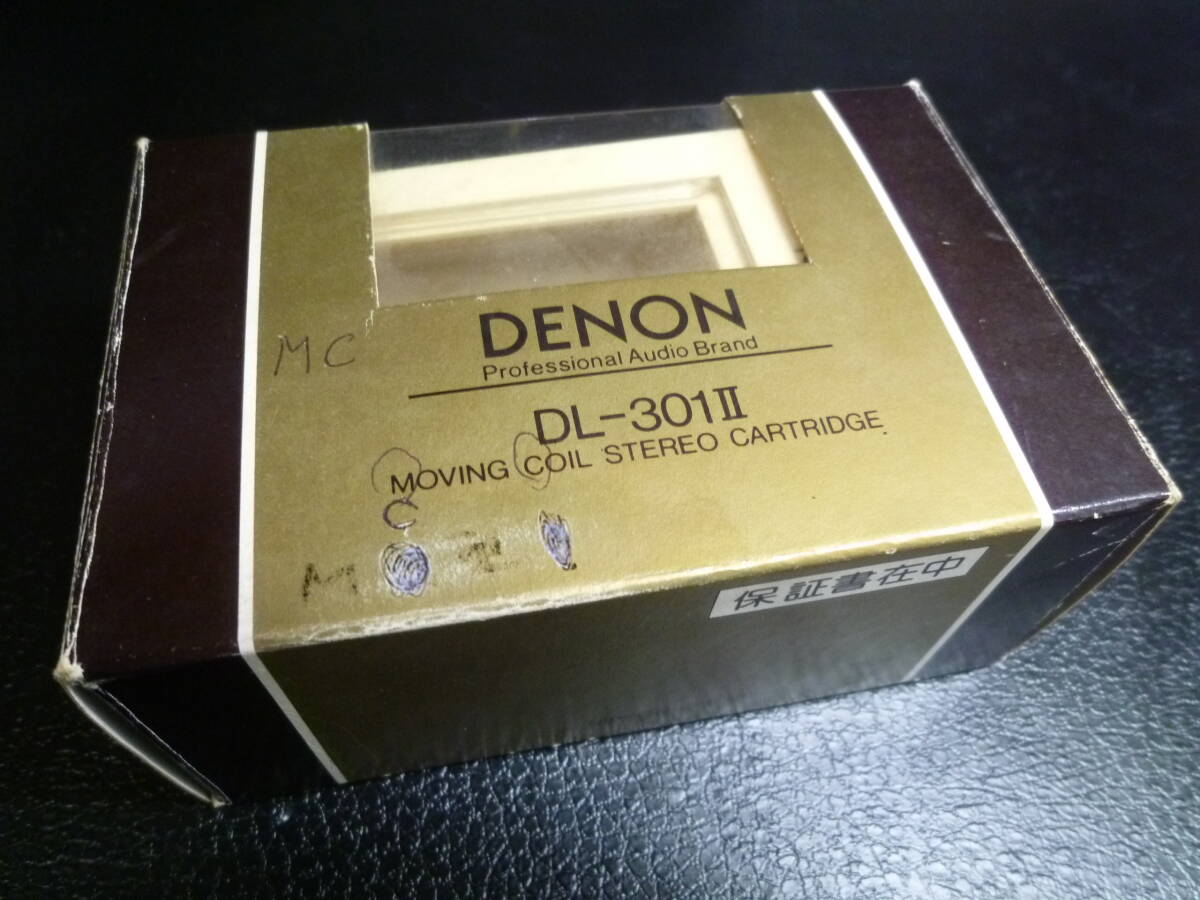 DENON
Professional Audio Brand
MC
DL-301II
MOVING COIL STEREO CARTRIDGE
C
M
保証書在中